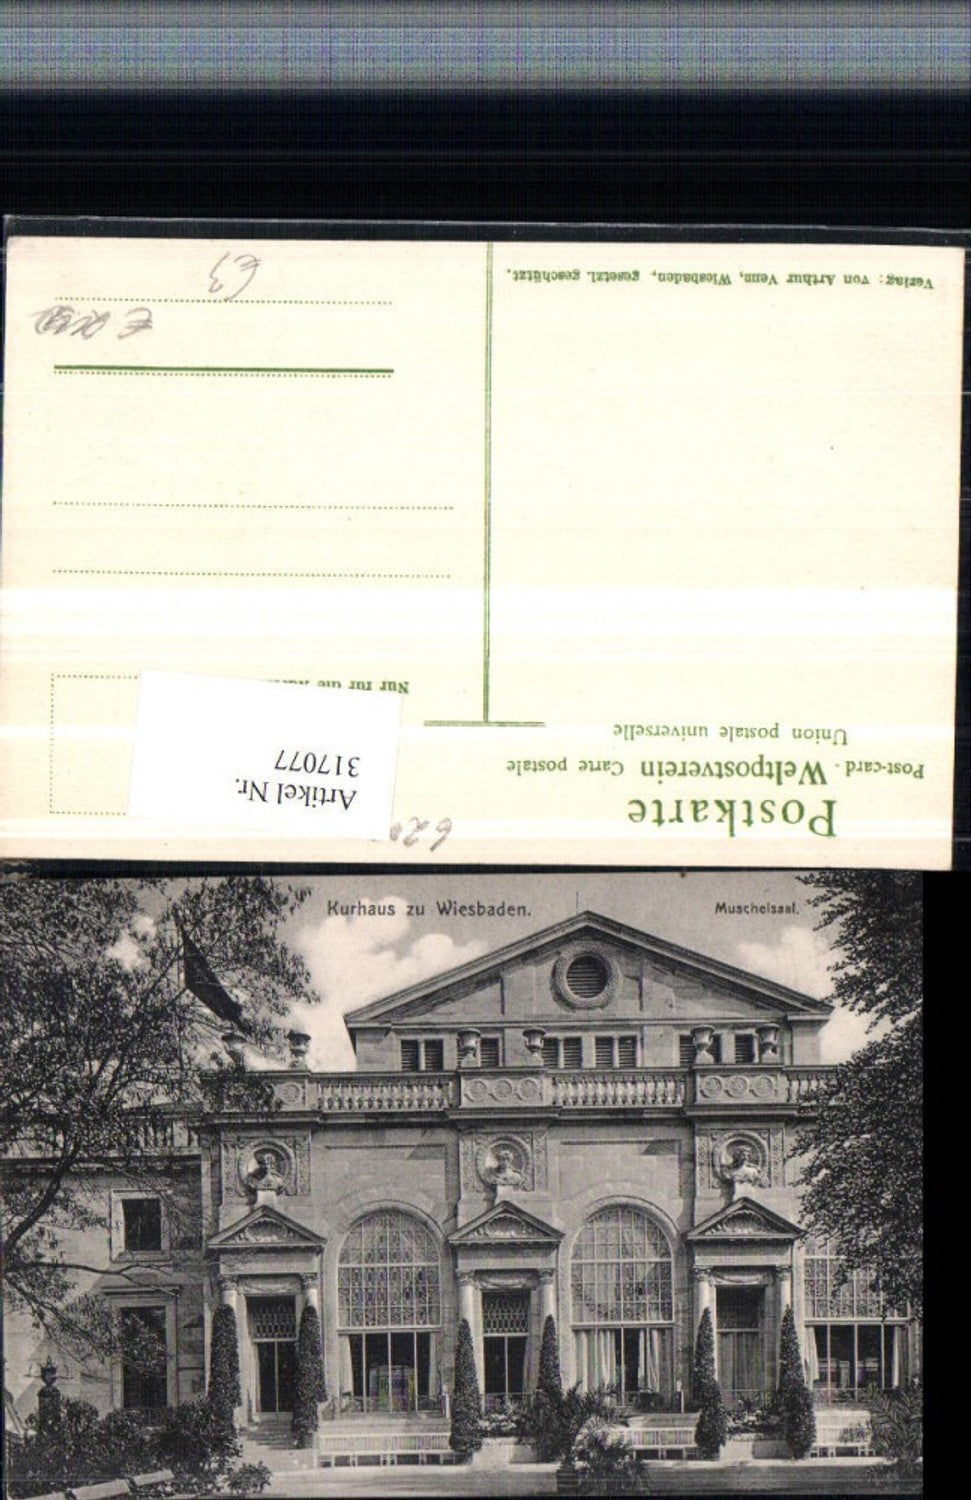 Postkarte
Post-card - Weltpostverein Carte postale
Union postale universelle
Nur für die
Artikel Nr.
317077
Verlag: von Arthur Venn, Wiesbaden, gesetzl. geschützt.
€3
Kurhaus zu Wiesbaden.
Muschelsaal.